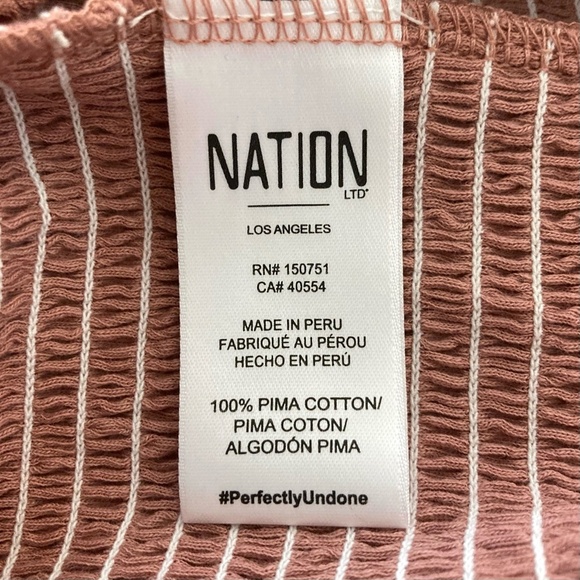 NATION
LTD
LOS ANGELES
RN# 150751
CA# 40554
MADE IN PERU
FABRIQUÉ AU PÉROU
HECHO EN PERÚ
100% PIMA COTTON/
PIMA COTON/
ALGODÓN PIMA
#PerfectlyUndone